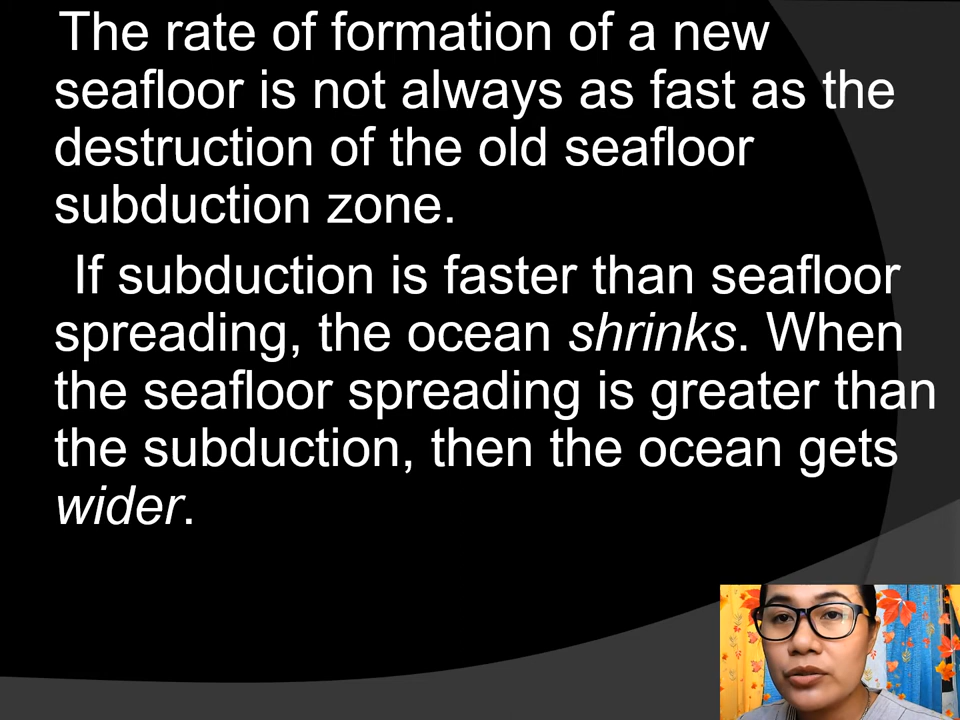 The rate of formation of a new
seafloor is not always as fast as the
destruction of the old seafloor
subduction zone.
If subduction is faster than seafloor
spreading, the ocean shrinks. When
the seafloor spreading is greater than
the subduction, then the ocean gets
wider.